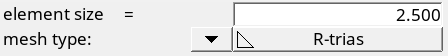 element size = 2.500
mesh type: R-trias